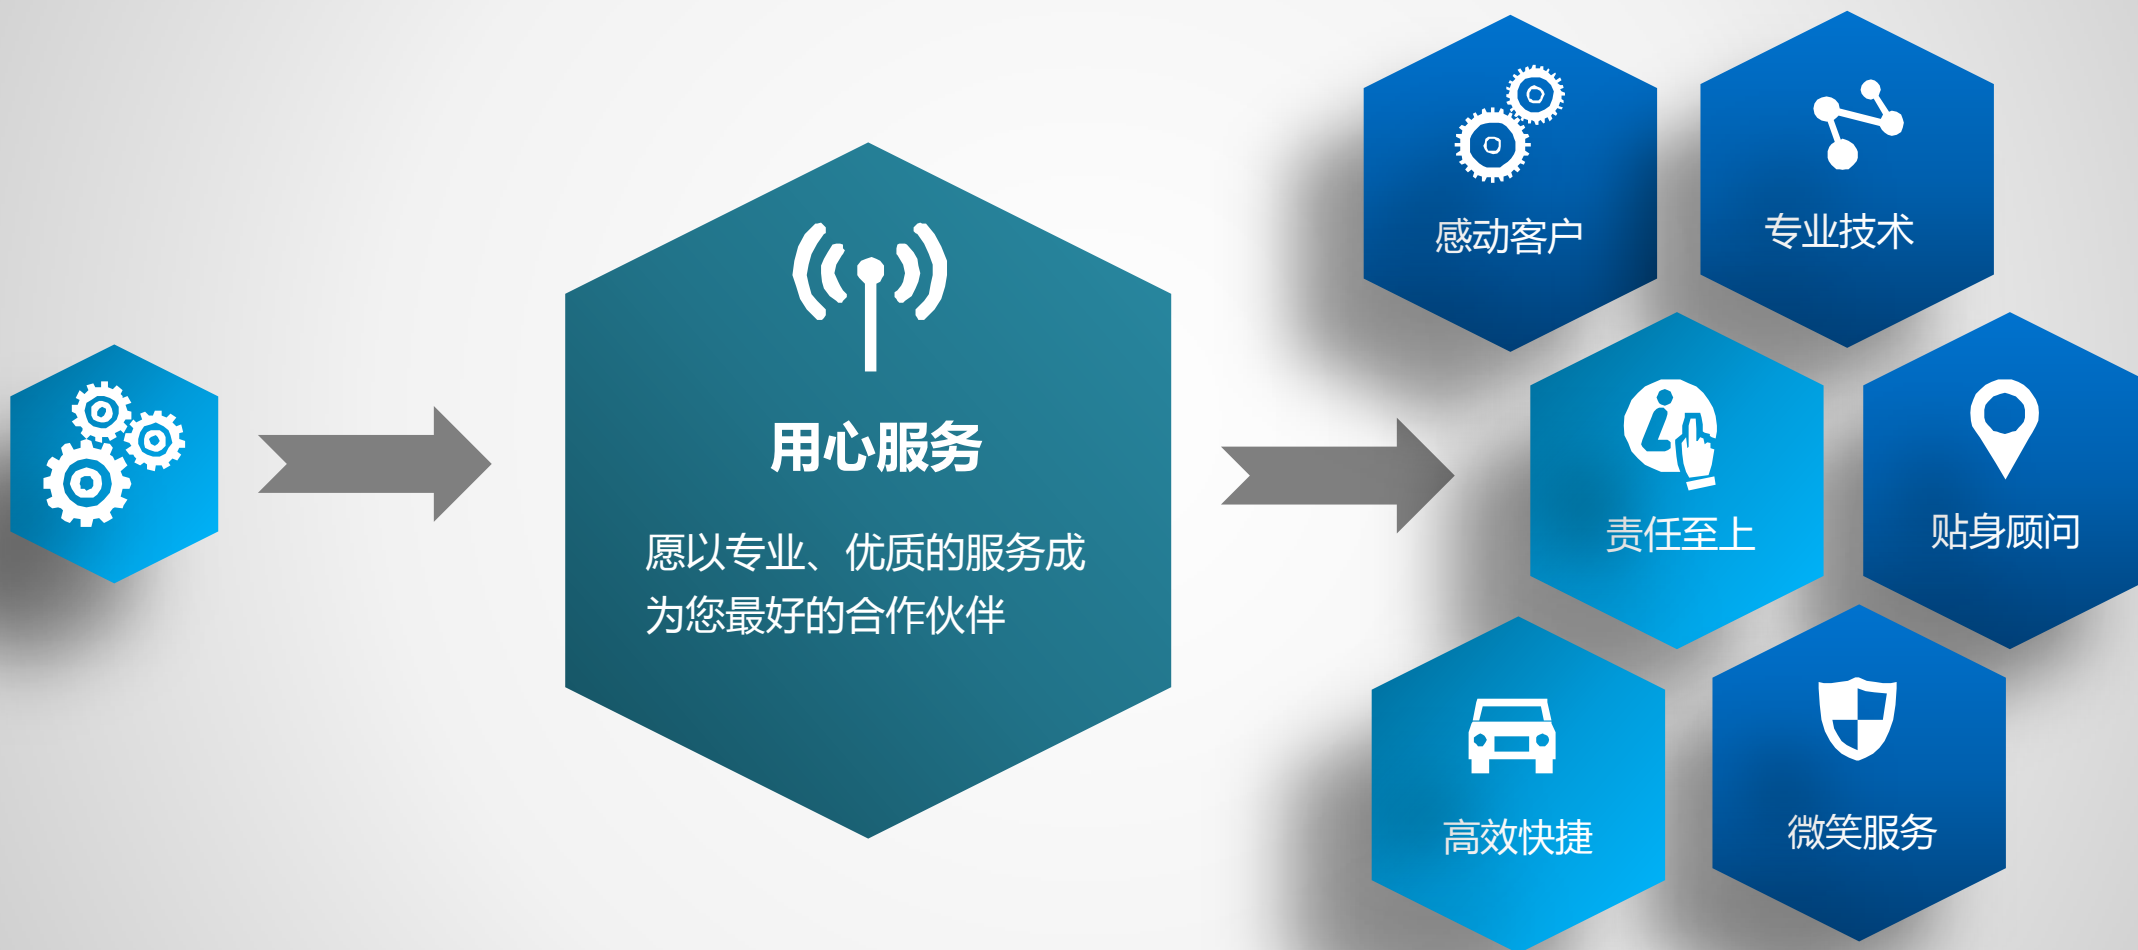 用心服务
愿以专业、优质的服务成
为您最好的合作伙伴
感动客户
专业技术
责任至上
贴身顾问
高效快捷
微笑服务